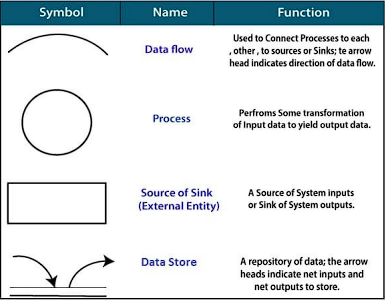 Symbol Name Function
Data flow
Used to Connect Processes to each
, other , to sources or Sinks; te arrow
head indicates direction of data flow.
Process
Perfroms Some transformation
of Input data to yield output data.
Source of Sink
(External Entity)
A Source of System inputs
or Sink of System outputs.
Data Store
A repository of data; the arrow
heads indicate net inputs and
net outputs to store.